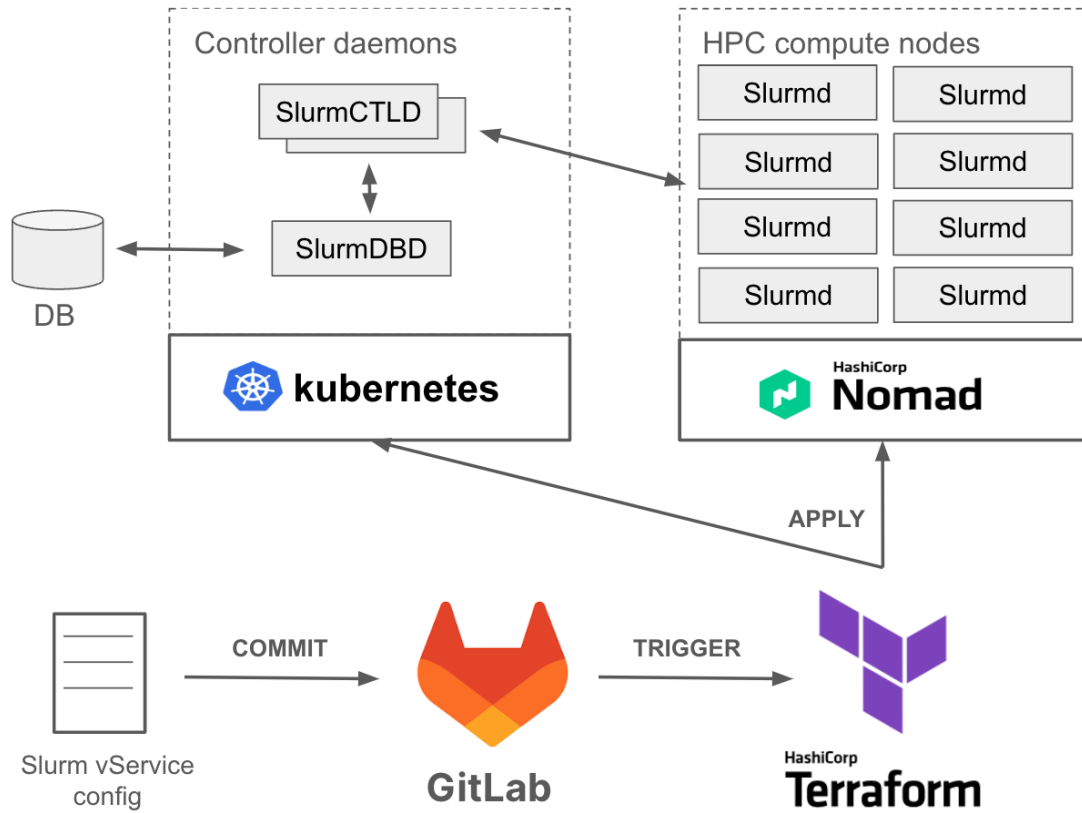 Controller daemons
HPC compute nodes
SlurmCTLD
SlurmDBD
DB
Slurmd
Slurmd
Slurmd
Slurmd
Slurmd
Slurmd
Slurmd
Slurmd
kubernetes
HashiCorp
Nomad
APPLY
COMMIT
TRIGGER
Slurm vService
config
GitLab
HashiCorp
Terraform